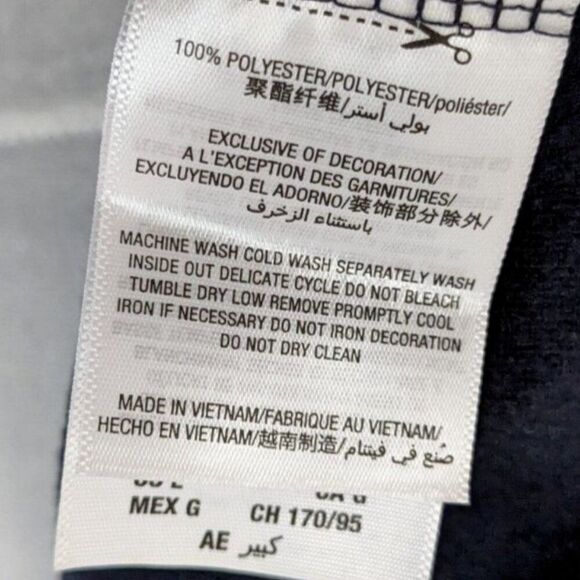 100% POLYESTER/POLYESTER/poliéster/
聚酯纤维/بولي أستر
EXCLUSIVE OF DECORATION/
A L'EXCEPTION DES GARNITURES/
EXCLUYENDO EL ADORNO/装饰部分除外/
باستثناء الزخرف
MACHINE WASH COLD WASH SEPARATELY WASH
INSIDE OUT DELICATE CYCLE DO NOT BLEACH
TUMBLE DRY LOW REMOVE PROMPTLY COOL
IRON IF NECESSARY DO NOT IRON DECORATION
DO NOT DRY CLEAN
MADE IN VIETNAM/FABRIQUE AU VIETNAM/
HECHO EN VIETNAM/越南制造/صُنع في فيتنام
MEX G CH 170/95
AE كبير